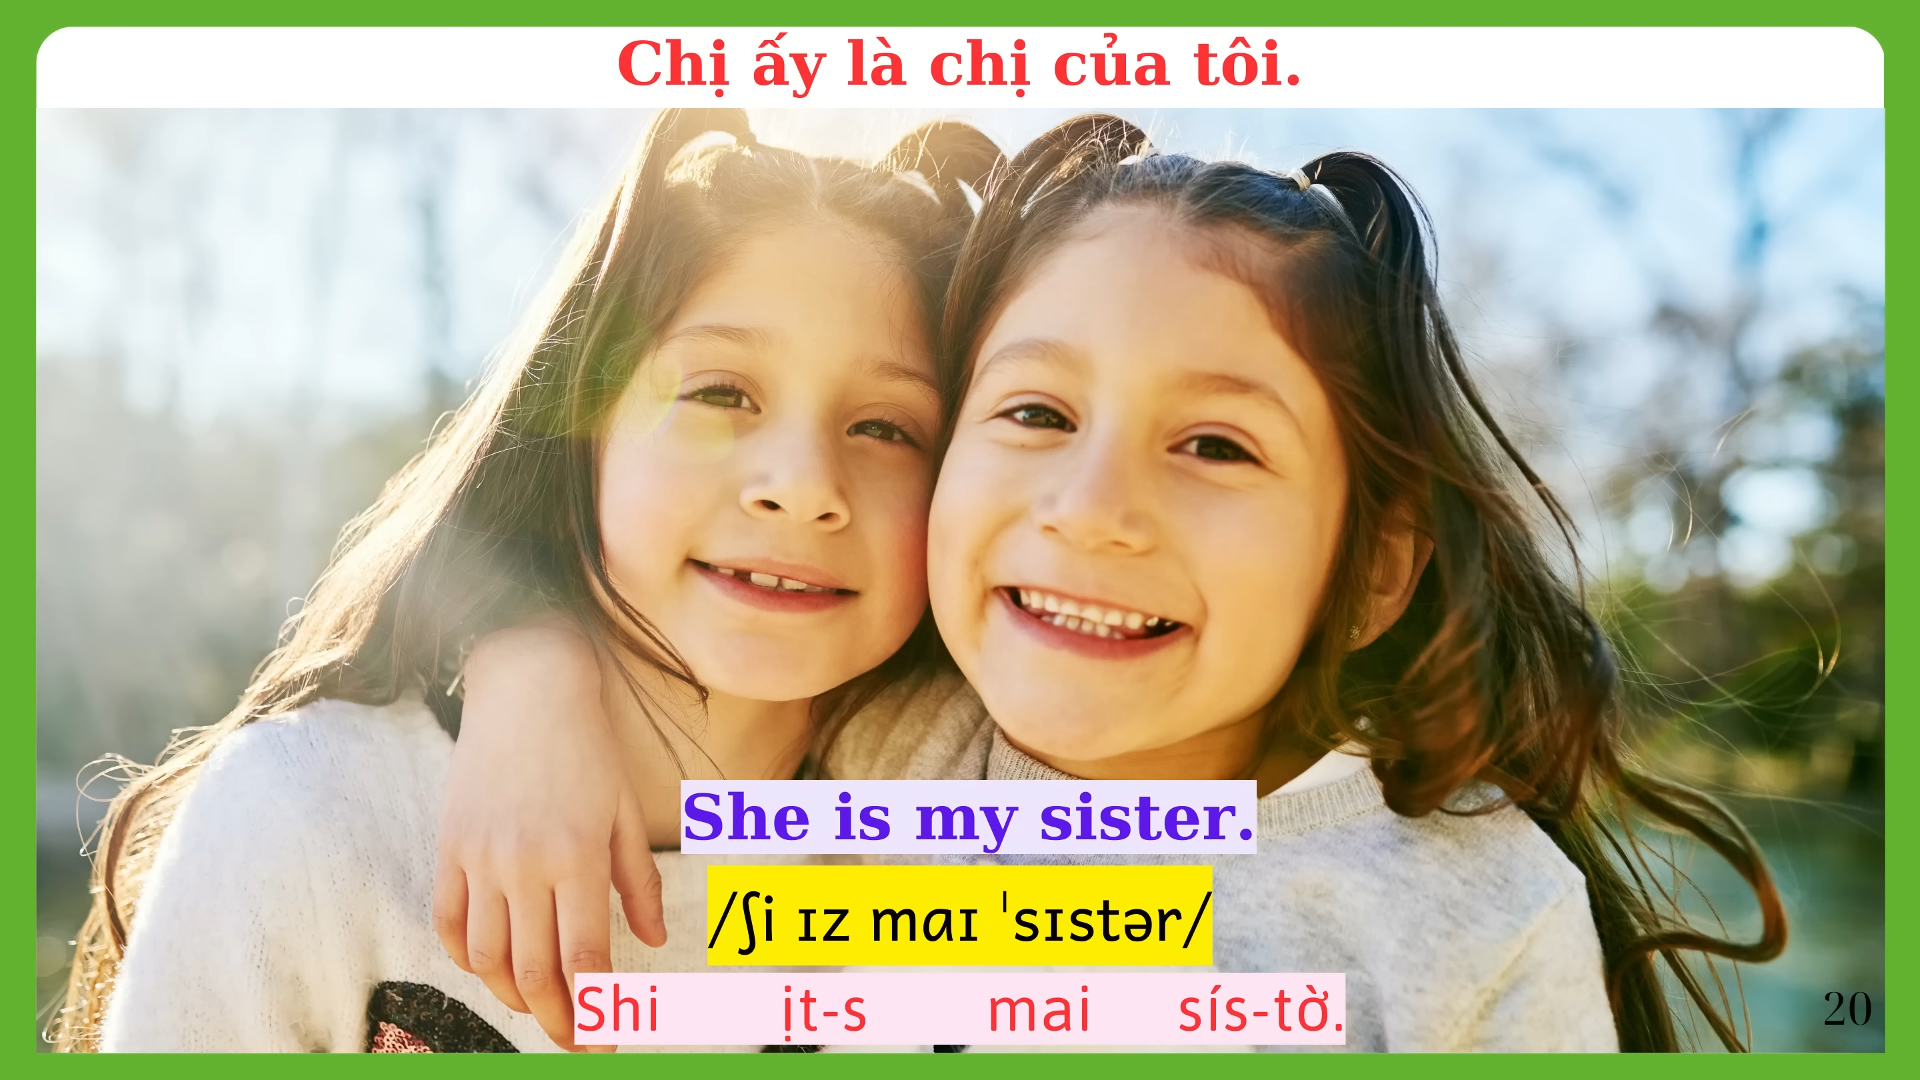 Chị ấy là chị của tôi.
She is my sister.
/ʃi ɪz maɪ ˈsɪstər/
Shi ịt-s mai sís-tờ.
20